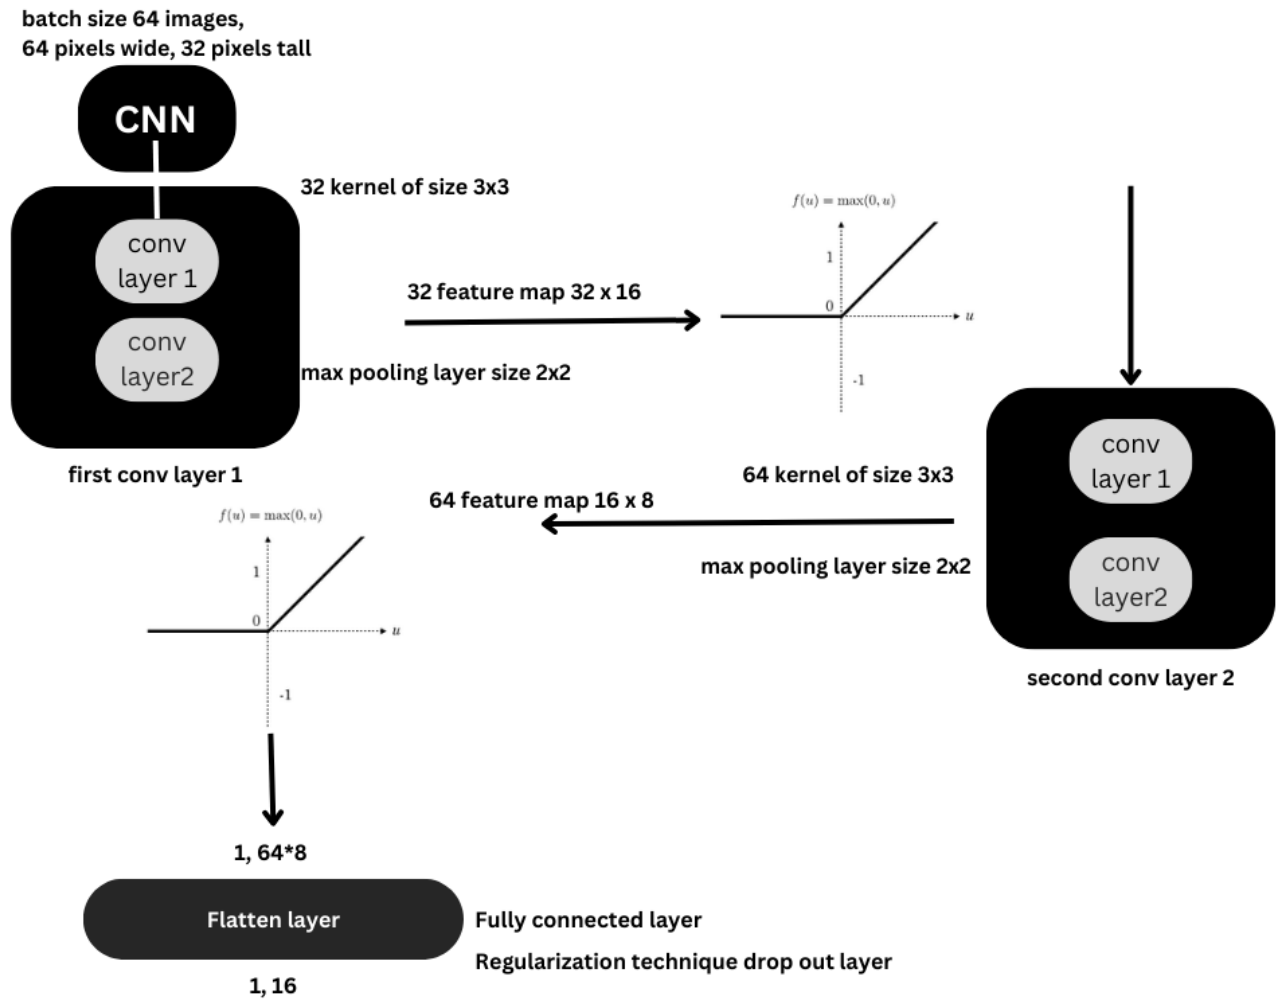 batch size 64 images,
64 pixels wide, 32 pixels tall
CNN
32 kernel of size 3x3
conv
layer 1
32 feature map 32 x 16
conv
layer2
max pooling layer size 2x2
first conv layer 1
f(u) = max(0, u)
1
0
u
-1
conv
layer 1
64 kernel of size 3x3
64 feature map 16 x 8
max pooling layer size 2x2
conv
layer2
second conv layer 2
f(u) = max(0, u)
1
0
u
-1
1, 64*8
Flatten layer
Fully connected layer
Regularization technique drop out layer
1, 16